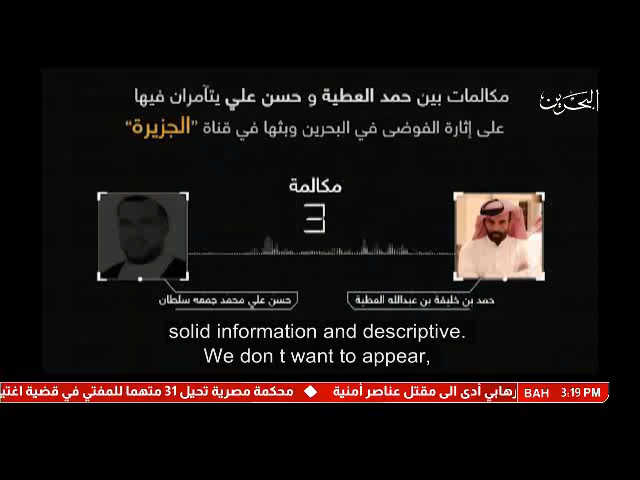 مكالمات بين حمد العطية و حسن علي يتآمران فيها
البحرين
على إثارة الفوضى في البحرين وبثها في قناة "الجزيرة"
مكالمة
3
حمد بن خليفة بن عبدالله العطية
حسن علي محمد جمعه سلطان
solid information and descriptive.
We don t want to appear,
رهابي أدى الى مقتل عناصر أمنية ◆ محكمة مصرية تحيل 31 متهما للمفتي في قضية اغتي
BAH 3:19 PM